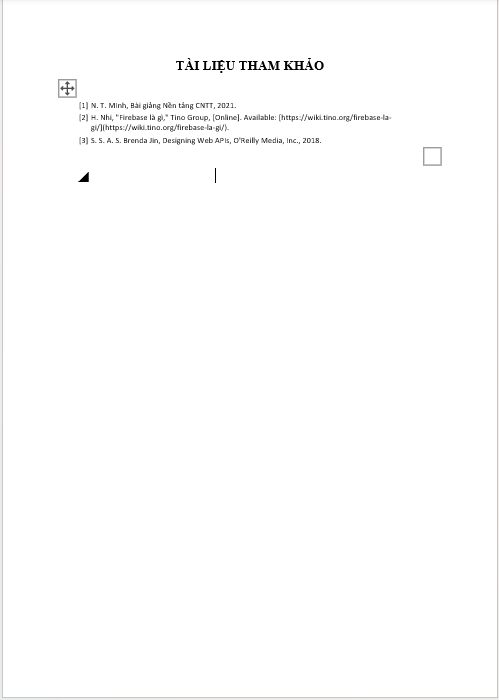 TÀI LIỆU THAM KHẢO
[1] N. T. Minh, Bài giảng Nền tảng CNTT, 2021.
[2] H. Nhi, "Firebase là gì," Tino Group, [Online]. Available: [https://wiki.tino.org/firebase-la-
gi/](https://wiki.tino.org/firebase-la-gi/).
[3] S. S. A. S. Brenda Jin, Designing Web APIs, O'Reilly Media, Inc., 2018.